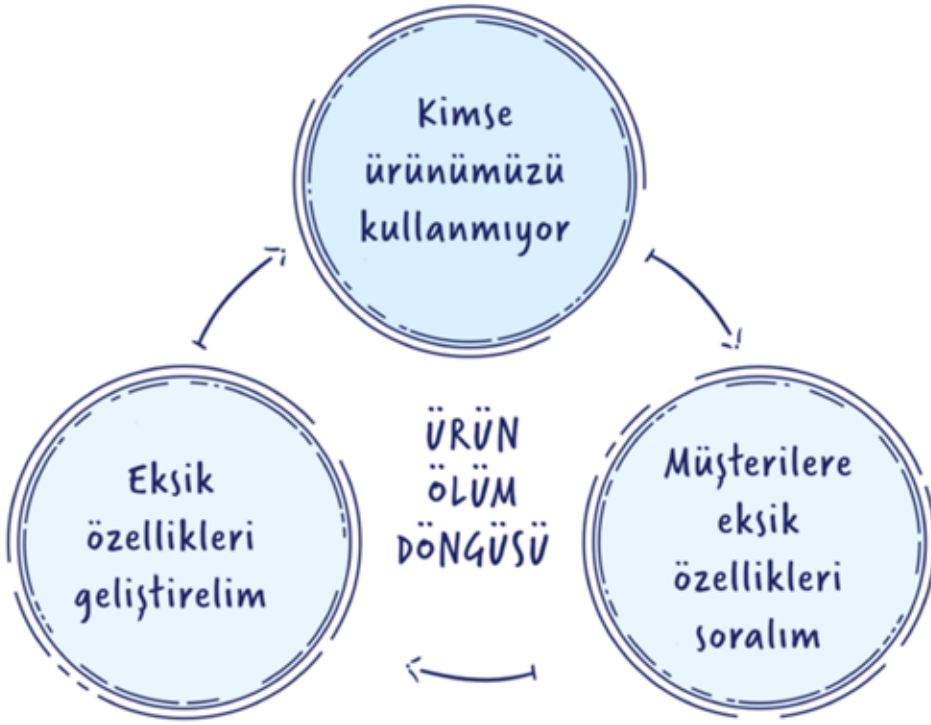 Kimse
ürünümüzü
kullanmıyor
ÜRÜN
ÖLÜM
DÖNGÜSÜ
Eksik
özellikleri
geliştirelim
Müşterilere
eksik
özellikleri
soralım